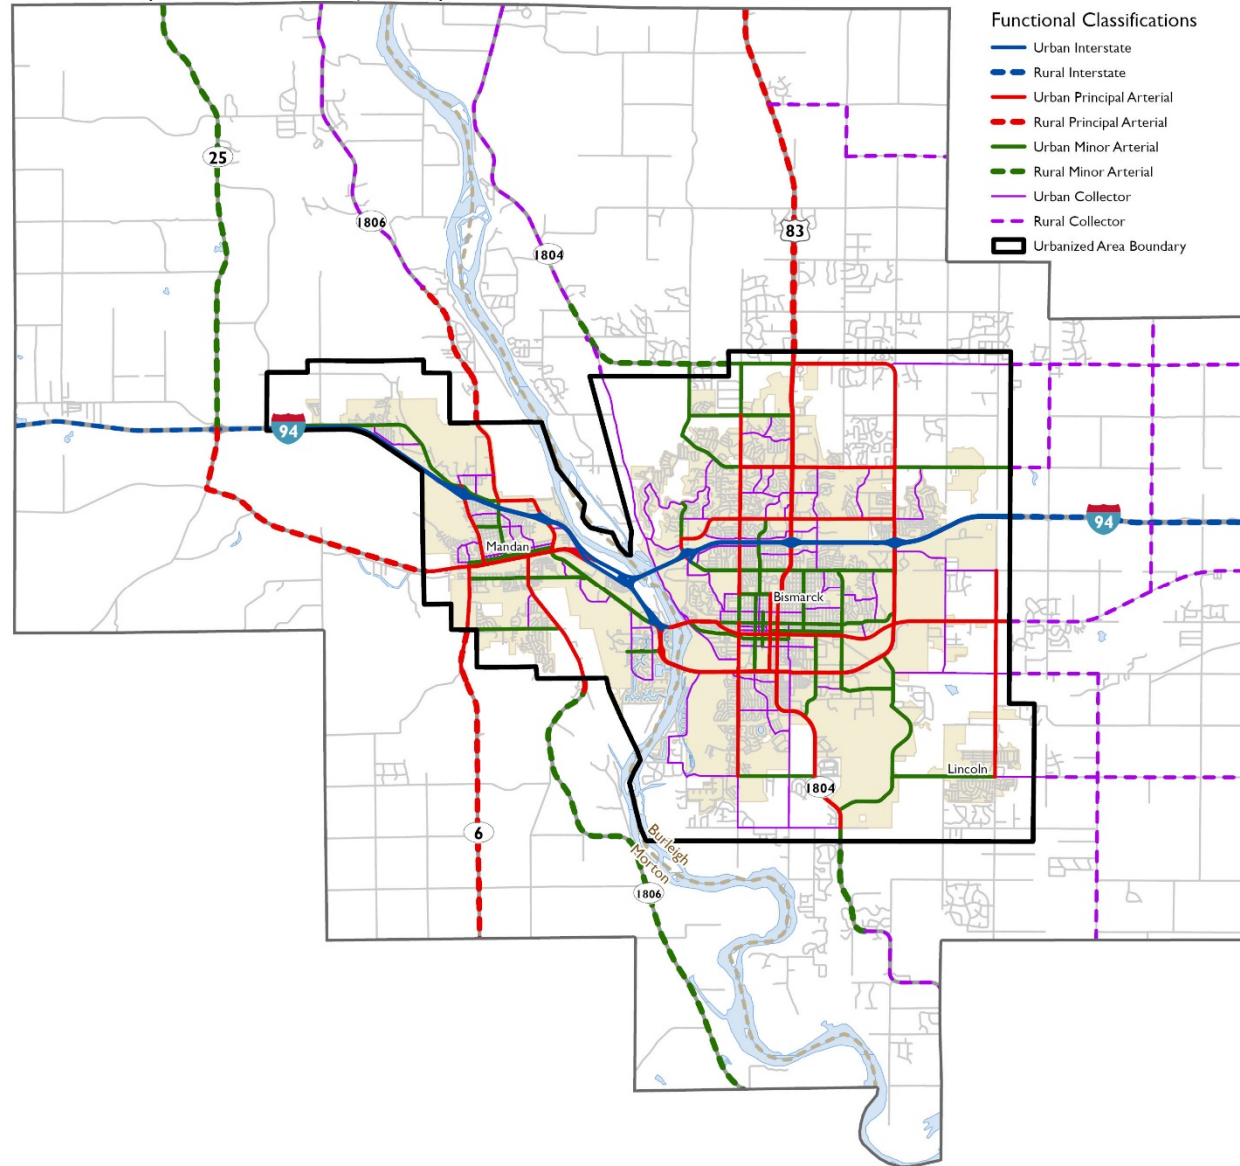 Functional Classifications
Urban Interstate
Rural Interstate
Urban Principal Arterial
Rural Principal Arterial
Urban Minor Arterial
Rural Minor Arterial
Urban Collector
Rural Collector
Urbanized Area Boundary
25
1806
83
1804
94
94
Mandan
Bismarck
Lincoln
1804
6
Burleigh
Morton
1806